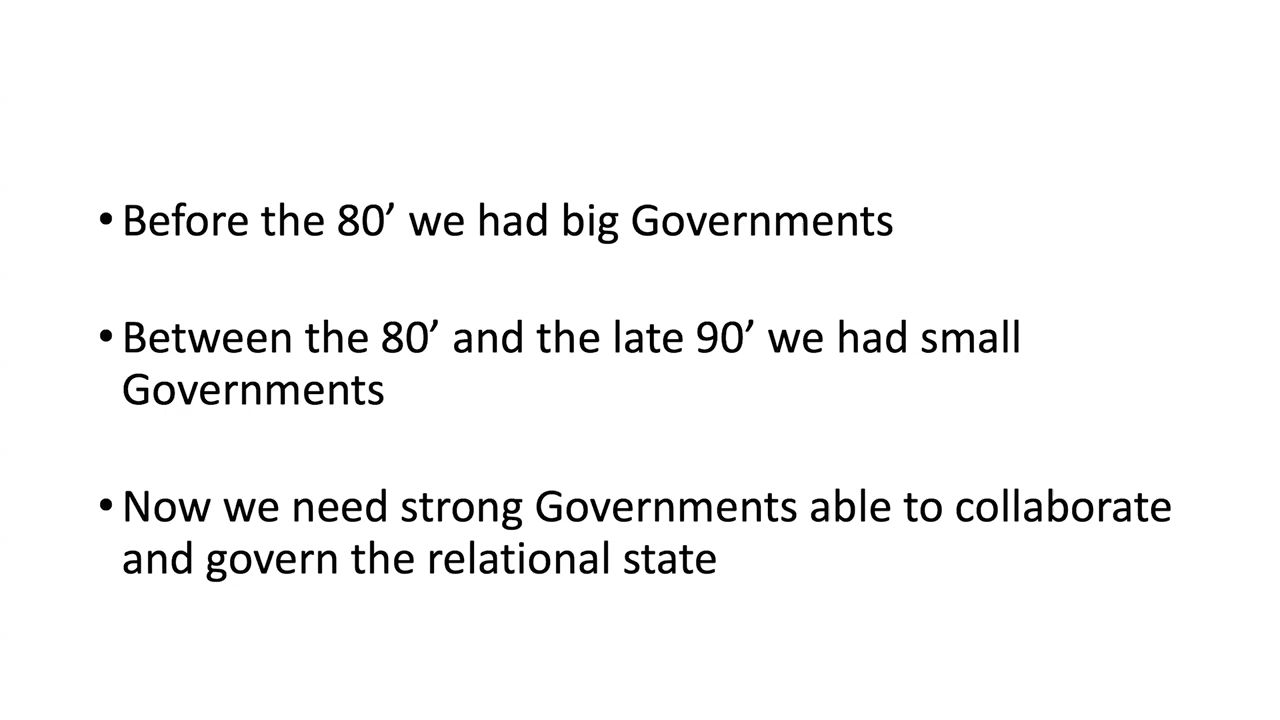 • Before the 80’ we had big Governments
• Between the 80’ and the late 90’ we had small
Governments
• Now we need strong Governments able to collaborate
and govern the relational state